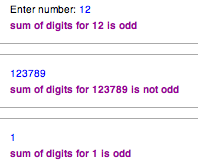 Enter number: 12
sum of digits for 12 is odd
123789
sum of digits for 123789 is not odd
1
sum of digits for 1 is odd